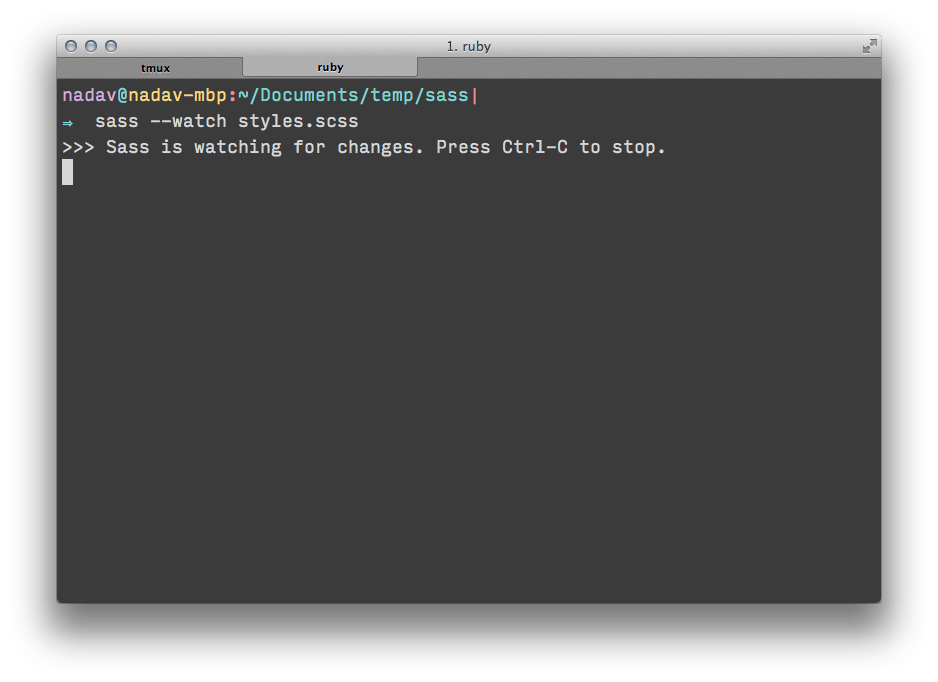 1. ruby
tmux ruby
nadav@nadav-mbp:~/Documents/temp/sass|
⇒ sass --watch styles.scss
>>> Sass is watching for changes. Press Ctrl-C to stop.